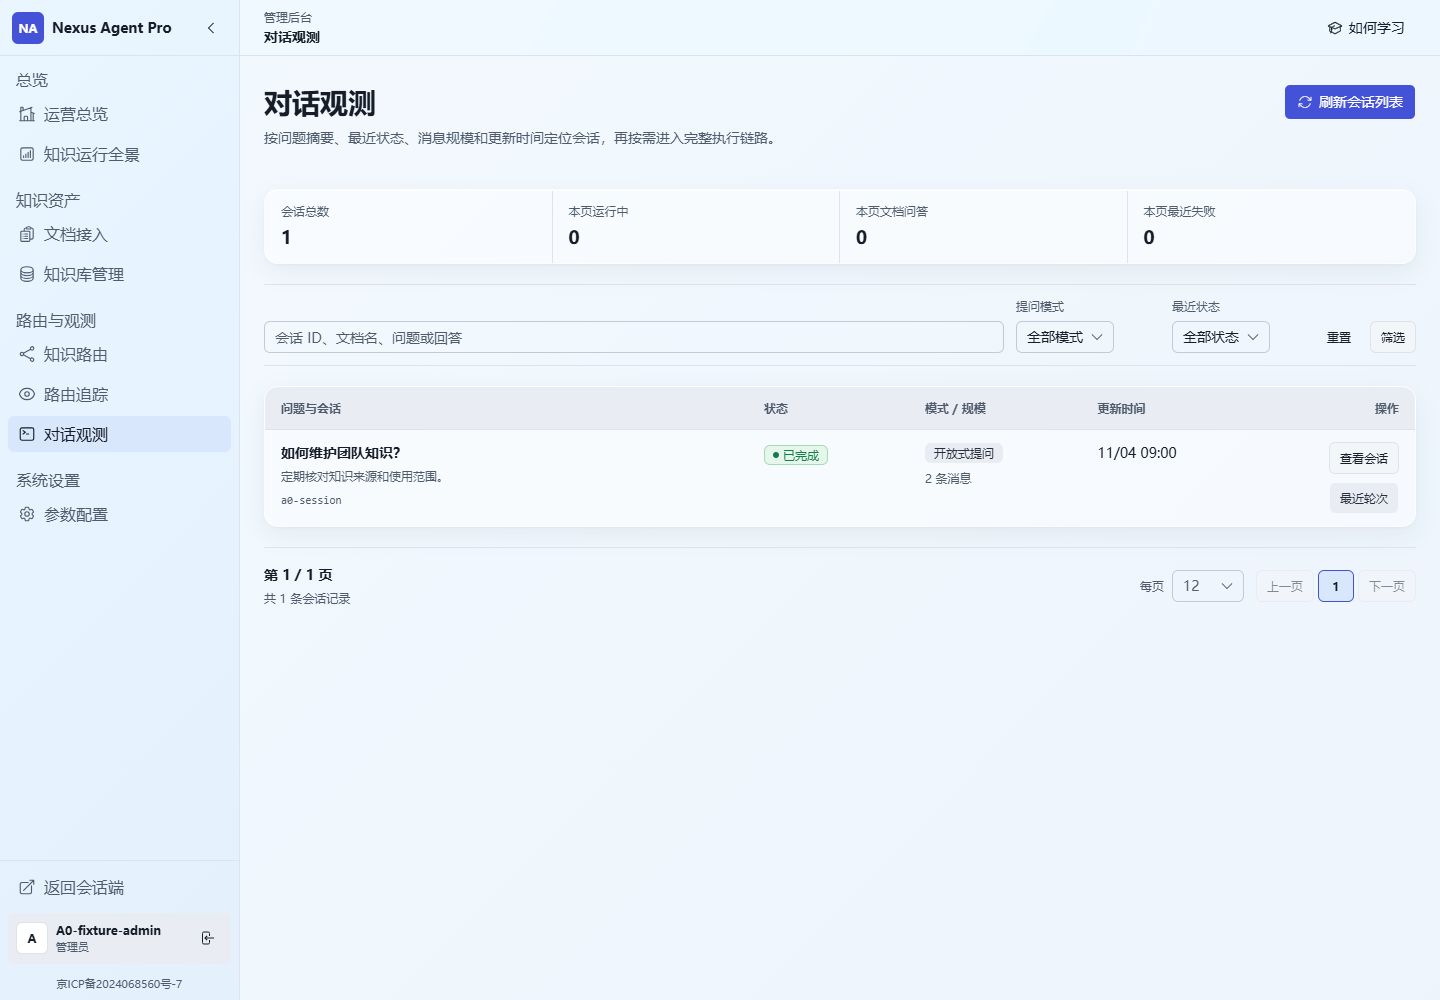 NA
Nexus Agent Pro
总览
运营总览
知识运行全景
知识资产
文档接入
知识库管理
路由与观测
知识路由
路由追踪
对话观测
系统设置
参数配置
返回会话端
A
A0-fixture-admin
管理员
京ICP备2024068560号-7
管理后台
对话观测
如何学习
对话观测
按问题摘要、最近状态、消息规模和更新时间定位会话，再按需进入完整执行链路。
刷新会话列表
会话总数
1
本页运行中
0
本页文档问答
0
本页最近失败
0
会话 ID、文档名、问题或回答
提问模式
全部模式
最近状态
全部状态
重置
筛选
问题与会话
状态
模式 / 规模
更新时间
操作
如何维护团队知识？
定期核对知识来源和使用范围。
a0-session
已完成
开放式提问
2 条消息
11/04 09:00
查看会话
最近轮次
第 1 / 1 页
共 1 条会话记录
每页
12
上一页
1
下一页